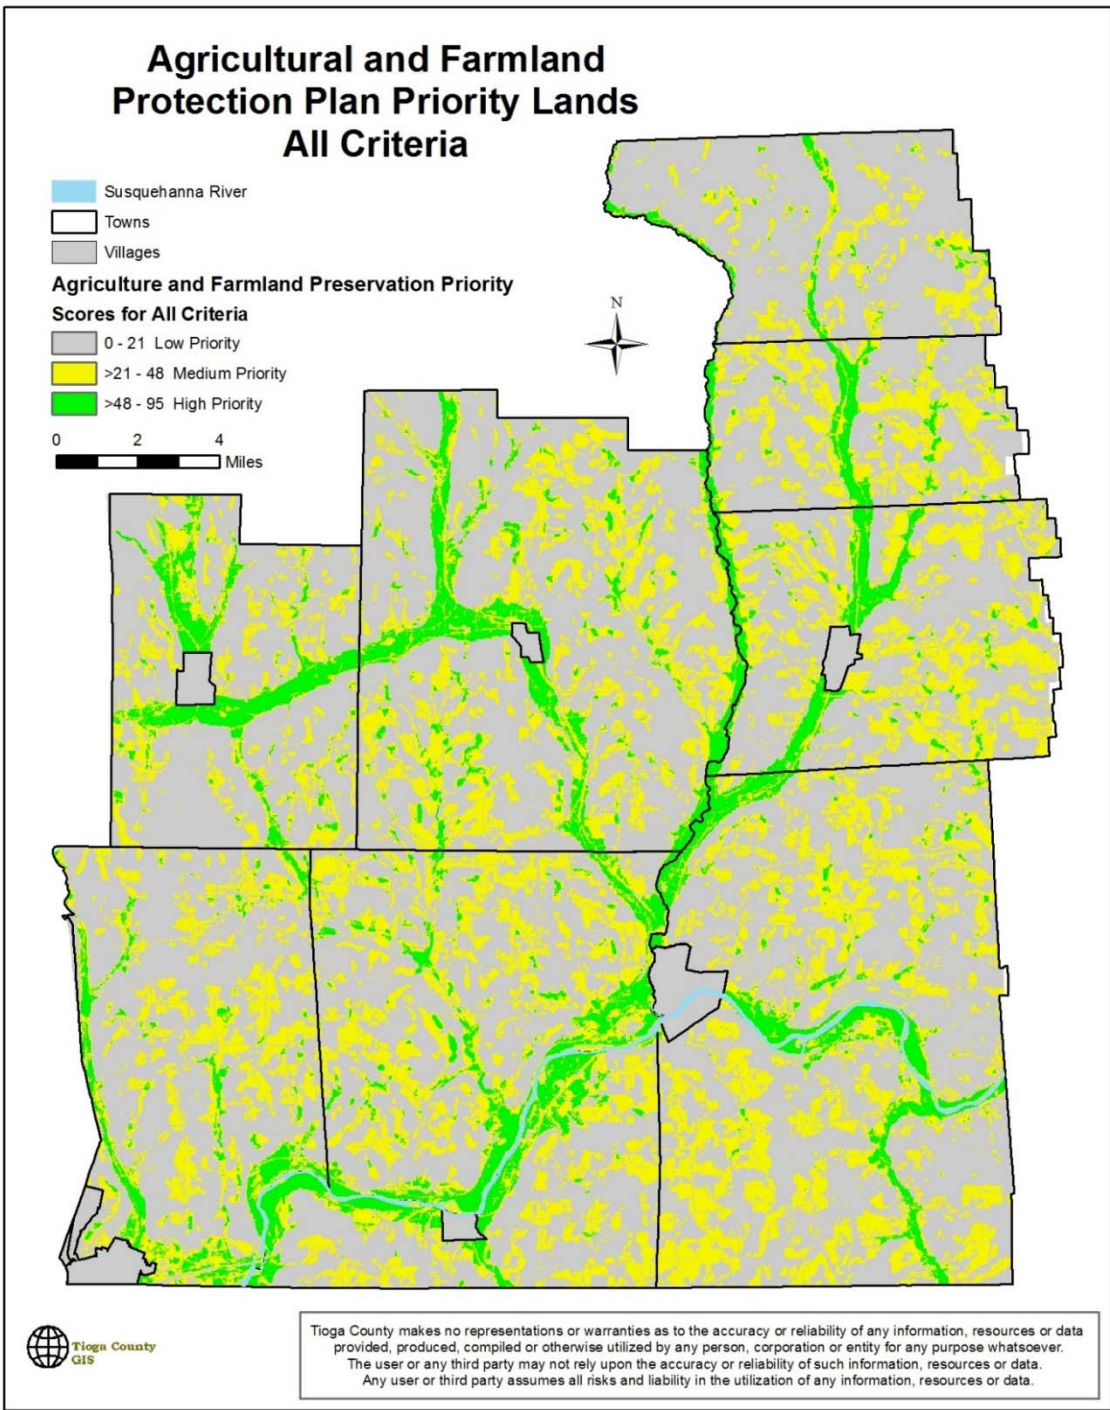 Agricultural and Farmland
Protection Plan Priority Lands
All Criteria
Susquehanna River
Towns
Villages
Agriculture and Farmland Preservation Priority
Scores for All Criteria
0 - 21 Low Priority
>21 - 48 Medium Priority
>48 - 95 High Priority
0 2 4
Miles
N
Tioga County
GIS
Tioga County makes no representations or warranties as to the accuracy or reliability of any information, resources or data
provided, produced, compiled or otherwise utilized by any person, corporation or entity for any purpose whatsoever.
The user or any third party may not rely upon the accuracy or reliability of such information, resources or data.
Any user or third party assumes all risks and liability in the utilization of any information, resources or data.